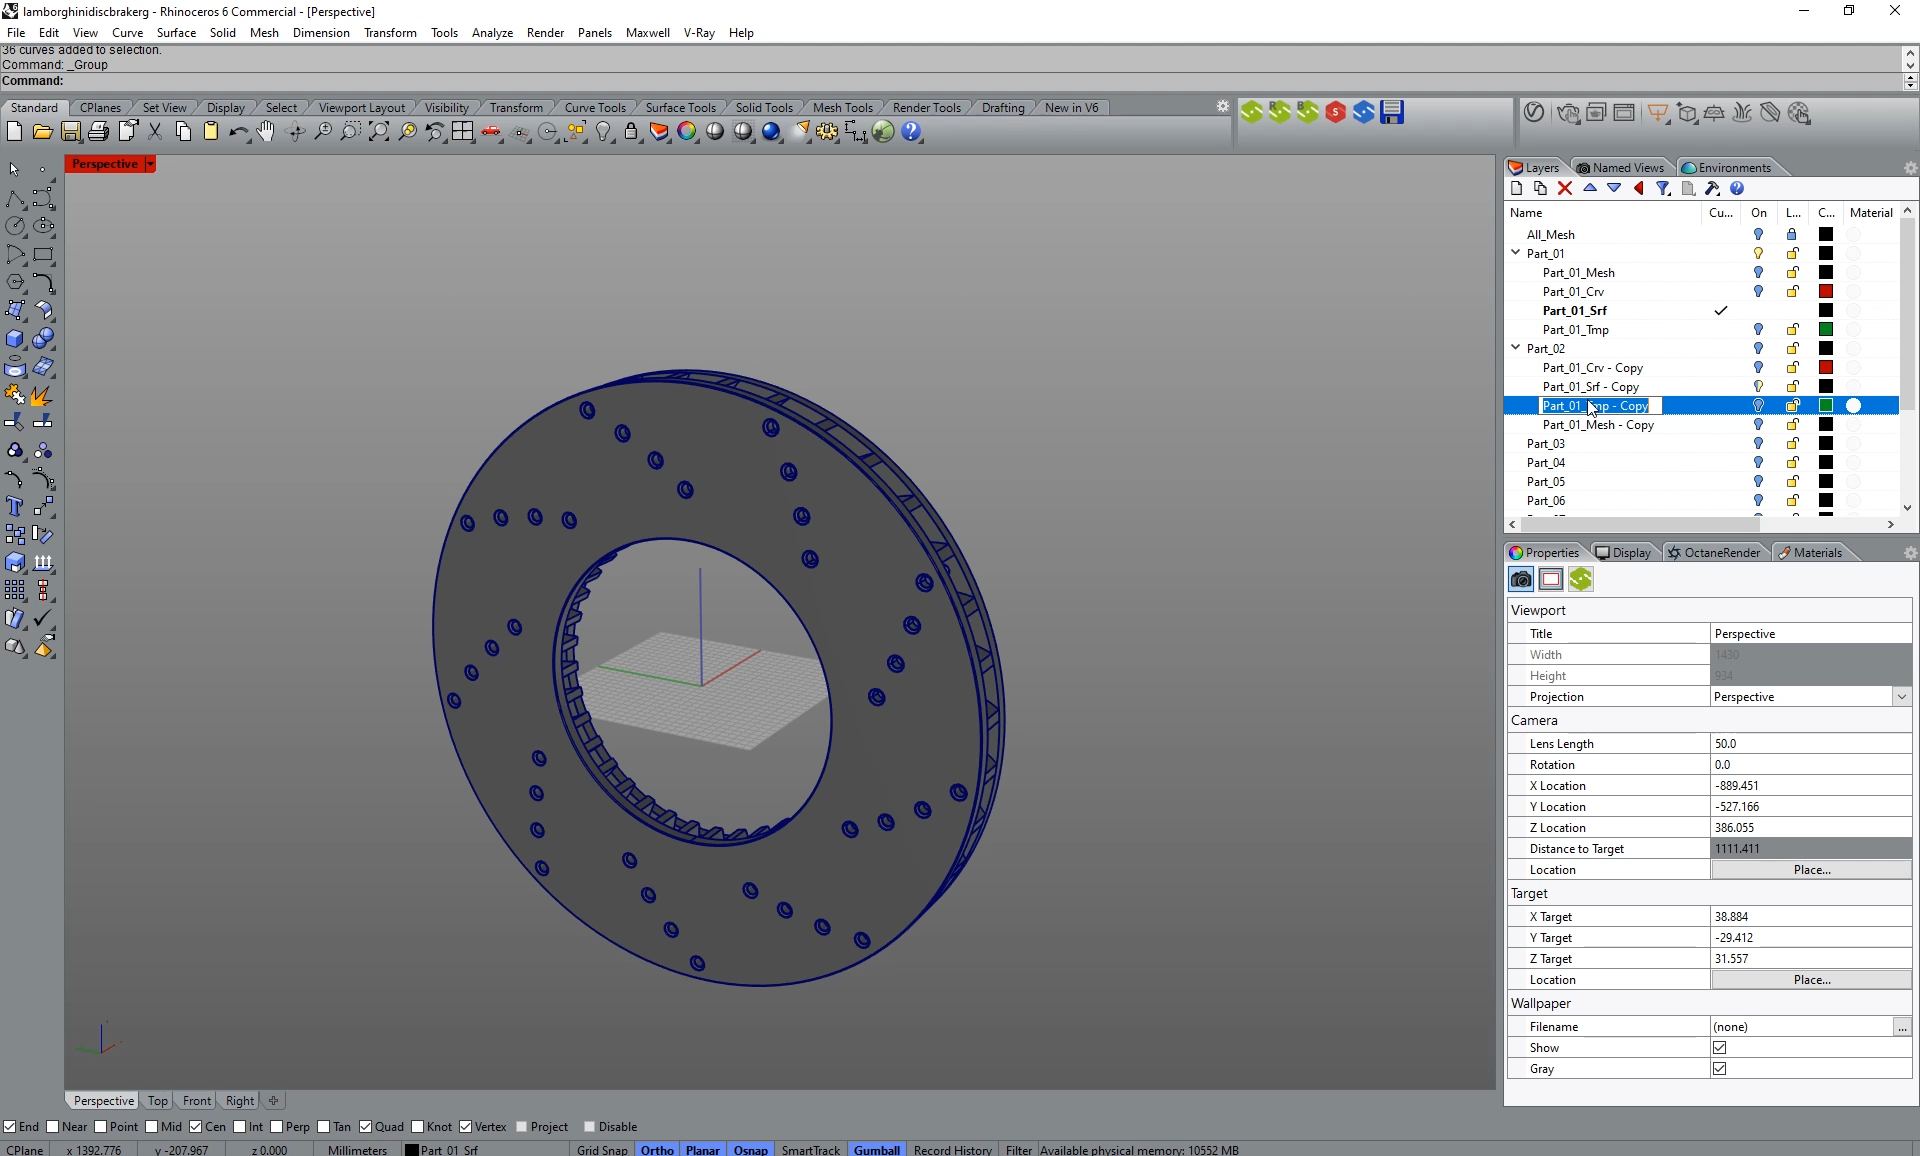 lamborghinidiscbrakerg - Rhinoceros 6 Commercial - [Perspective]
File Edit View Curve Surface Solid Mesh Dimension Transform Tools Analyze Render Panels Maxwell V-Ray Help
36 curves added to selection.
Command: _Group
Command:
Standard CPlanes Set View Display Select Viewport Layout Visibility Transform Curve Tools Surface Tools Solid Tools Mesh Tools Render Tools Drafting New in V6
Perspective
Layers Named Views Environments
Name Cu... On L... C... Material
All_Mesh
Part_01
Part_01_Mesh
Part_01_Crv
Part_01_Srf
Part_01_Tmp
Part_02
Part_01_Crv - Copy
Part_01_Srf - Copy
Part_01_Tmp - Copy
Part_01_Mesh - Copy
Part_03
Part_04
Part_05
Part_06
Properties Display OctaneRender Materials
Viewport
Title Perspective
Width 1430
Height 934
Projection Perspective
Camera
Lens Length 50.0
Rotation 0.0
X Location -889.451
Y Location -527.166
Z Location 386.055
Distance to Target 1111.411
Location Place...
Target
X Target 38.884
Y Target -29.412
Z Target 31.557
Location Place...
Wallpaper
Filename (none) ...
Show
Gray
Perspective Top Front Right
End Near Point Mid Cen Int Perp Tan Quad Knot Vertex Project Disable
CPlane x 1392.776 y -207.967 z 0.000 Millimeters Part_01_Srf Grid Snap Ortho Planar Osnap SmartTrack Gumball Record History Filter Available physical memory: 10552 MB